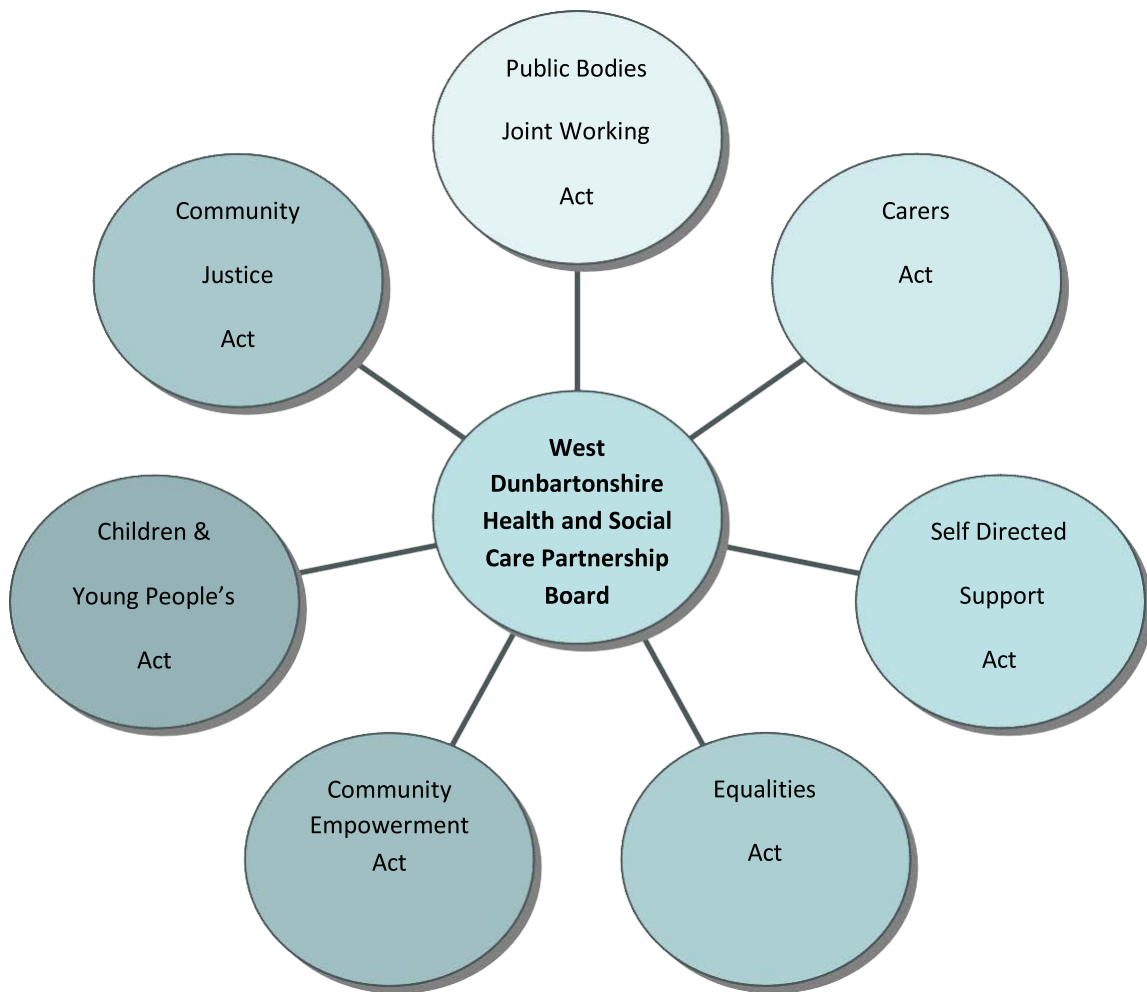 Public Bodies
Joint Working
Act
Carers
Act
Self Directed
Support
Act
Equalities
Act
Community
Empowerment
Act
Children &
Young People’s
Act
Community
Justice
Act
West
Dunbartonshire
Health and Social
Care Partnership
Board